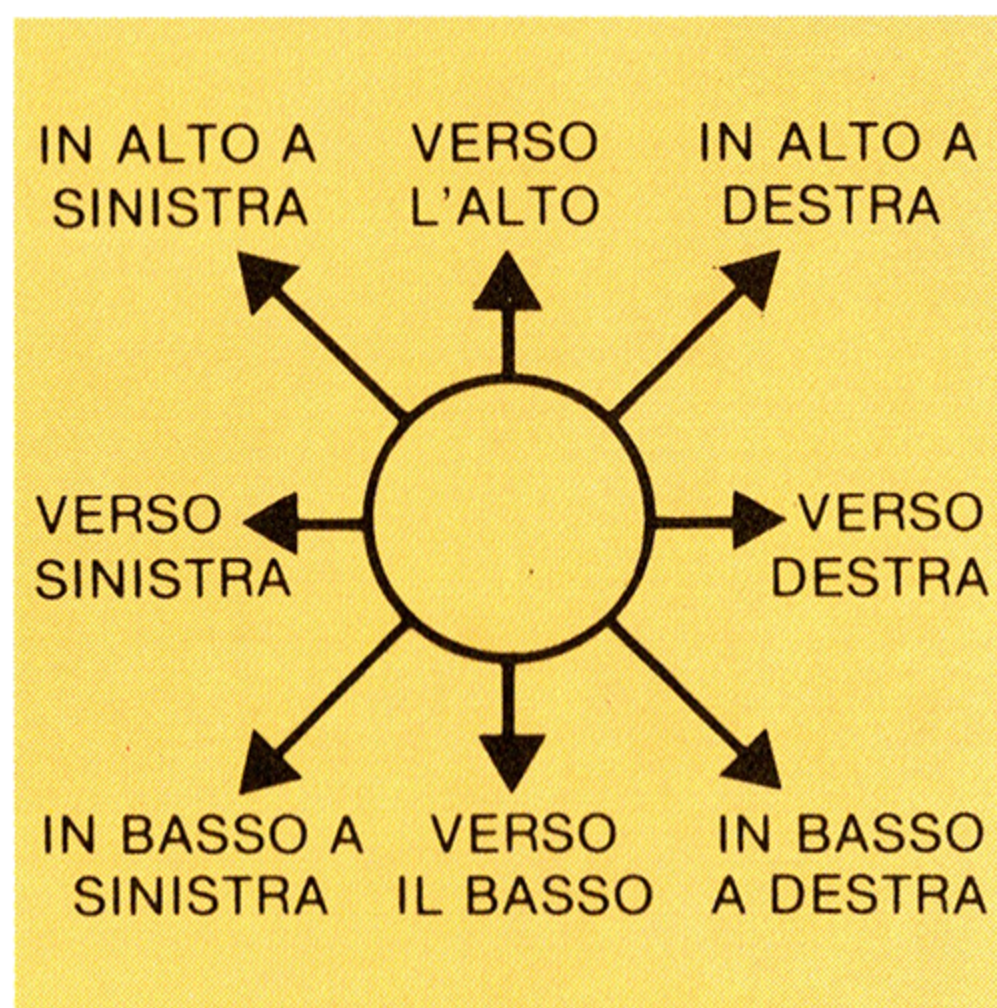 IN ALTO A
SINISTRA
VERSO
L'ALTO
IN ALTO A
DESTRA
VERSO
SINISTRA
VERSO
DESTRA
IN BASSO A
SINISTRA
VERSO
IL BASSO
IN BASSO
A DESTRA